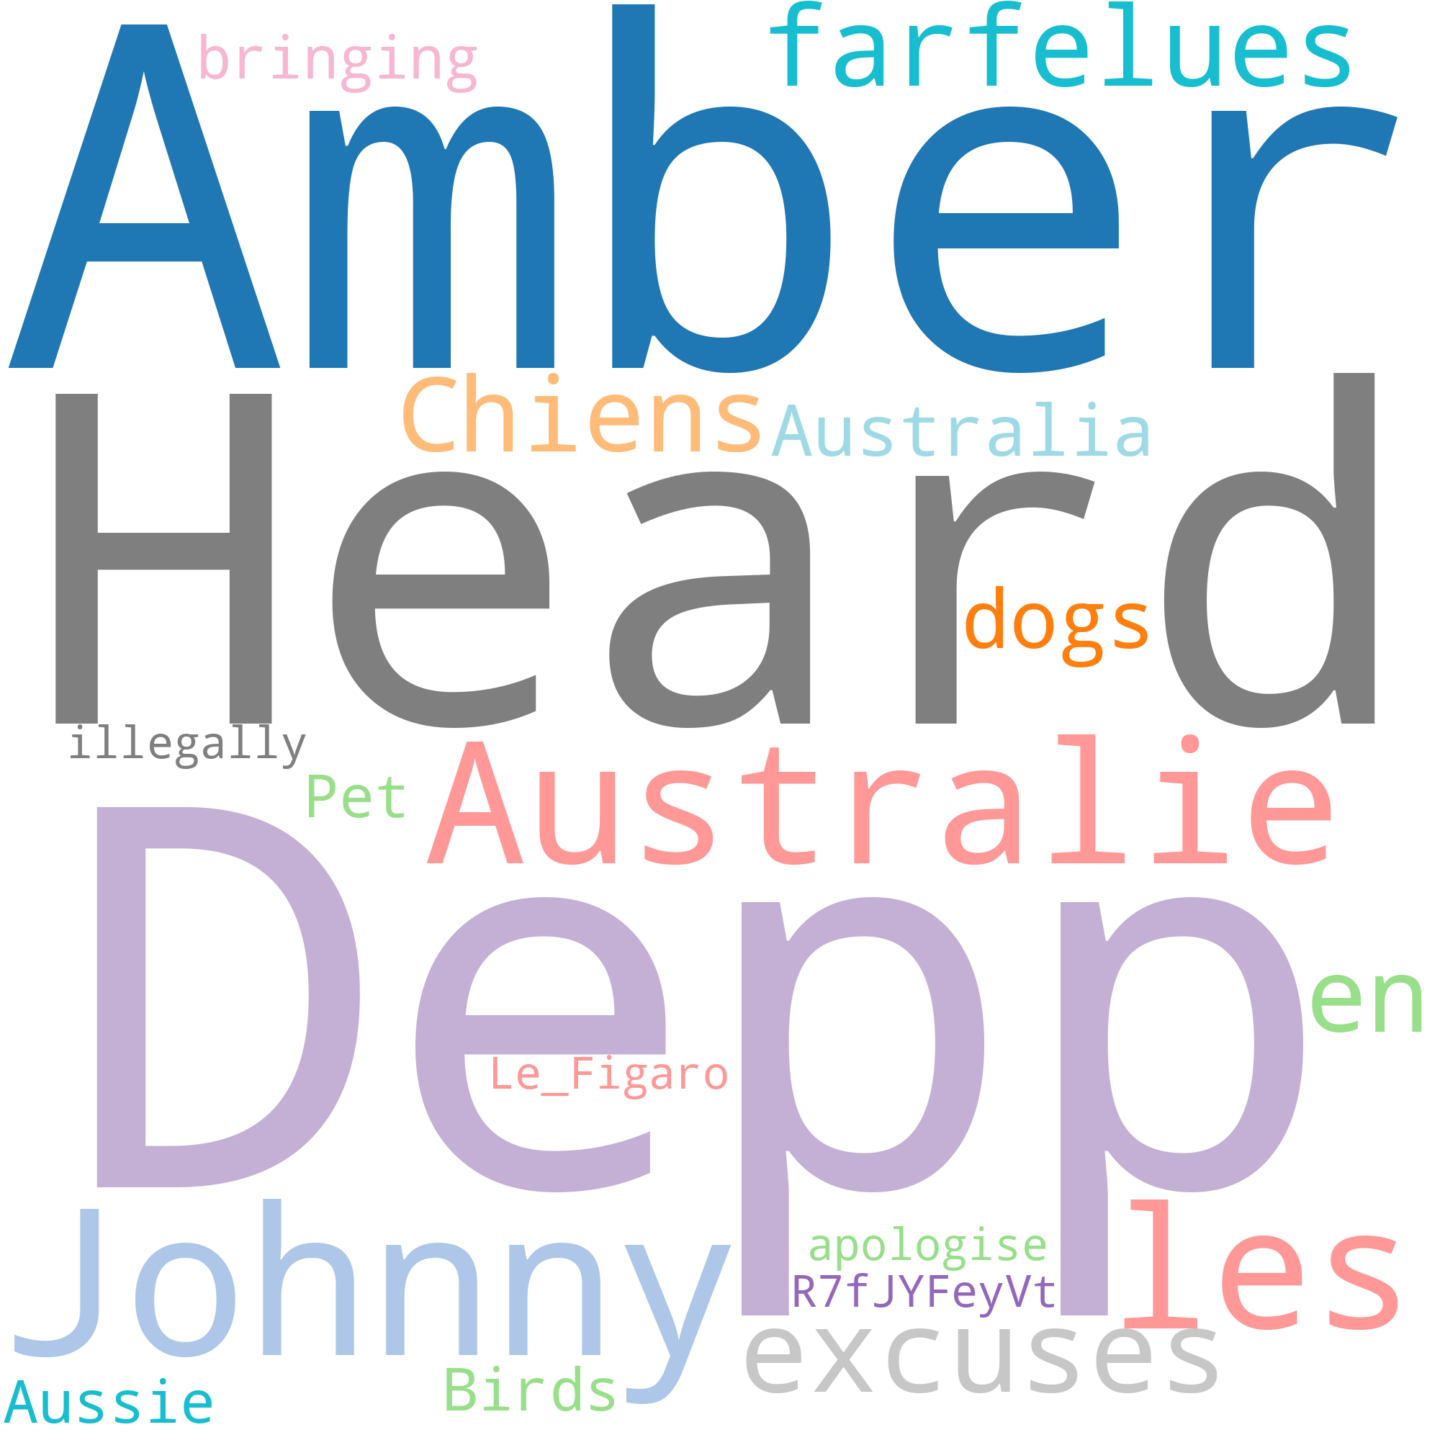 bringing farfelues
Amber
Chiens Australia
Heard
dogs
illegally
Pet Australie
Depp
en
Le_Figaro
Johnny les
apologise
R7fJYFeyVt
excuses
Aussie Birds